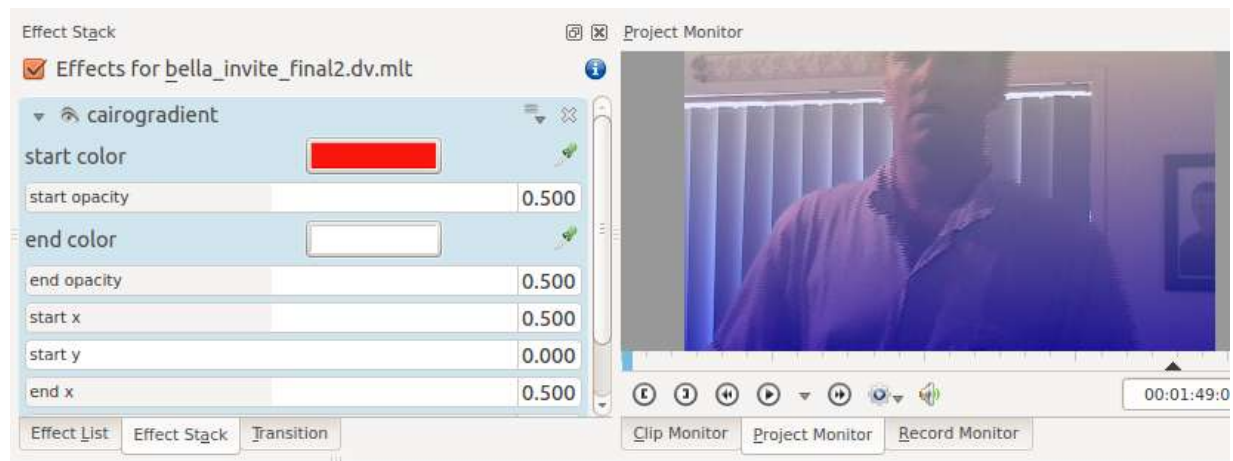 Effect Stack
Effects for bella_invite_final2.dv.mlt
cairogradient
start color
start opacity 0.500
end color
end opacity 0.500
start x 0.500
start y 0.000
end x 0.500
Effect List Effect Stack Transition
Project Monitor
00:01:49:0
Clip Monitor Project Monitor Record Monitor